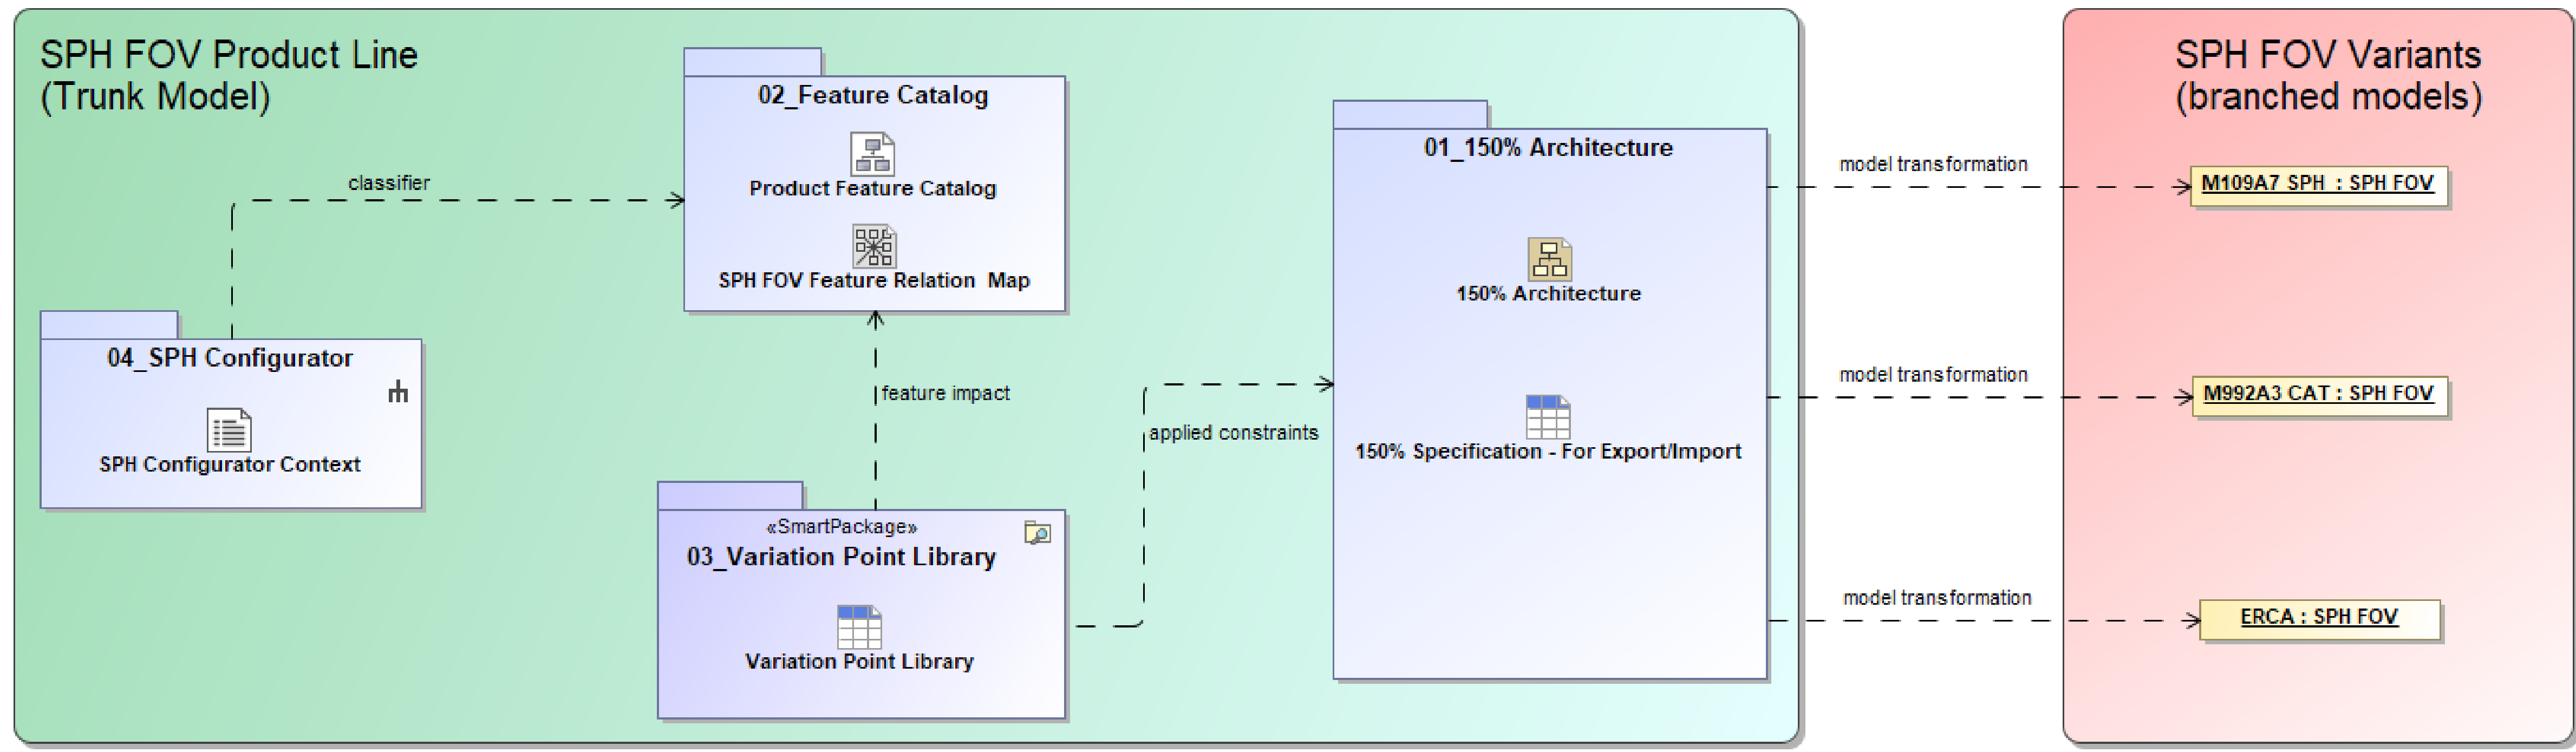 SPH FOV Product Line
(Trunk Model)
classifier
04_SPH Configurator
SPH Configurator Context
02_Feature Catalog
Product Feature Catalog
SPH FOV Feature Relation  Map
feature impact
«SmartPackage»
03_Variation Point Library
Variation Point Library
applied constraints
01_150% Architecture
150% Architecture
150% Specification - For Export/Import
model transformation
model transformation
model transformation
SPH FOV Variants
(branched models)
M109A7 SPH  : SPH FOV
M992A3 CAT : SPH FOV
ERCA : SPH FOV